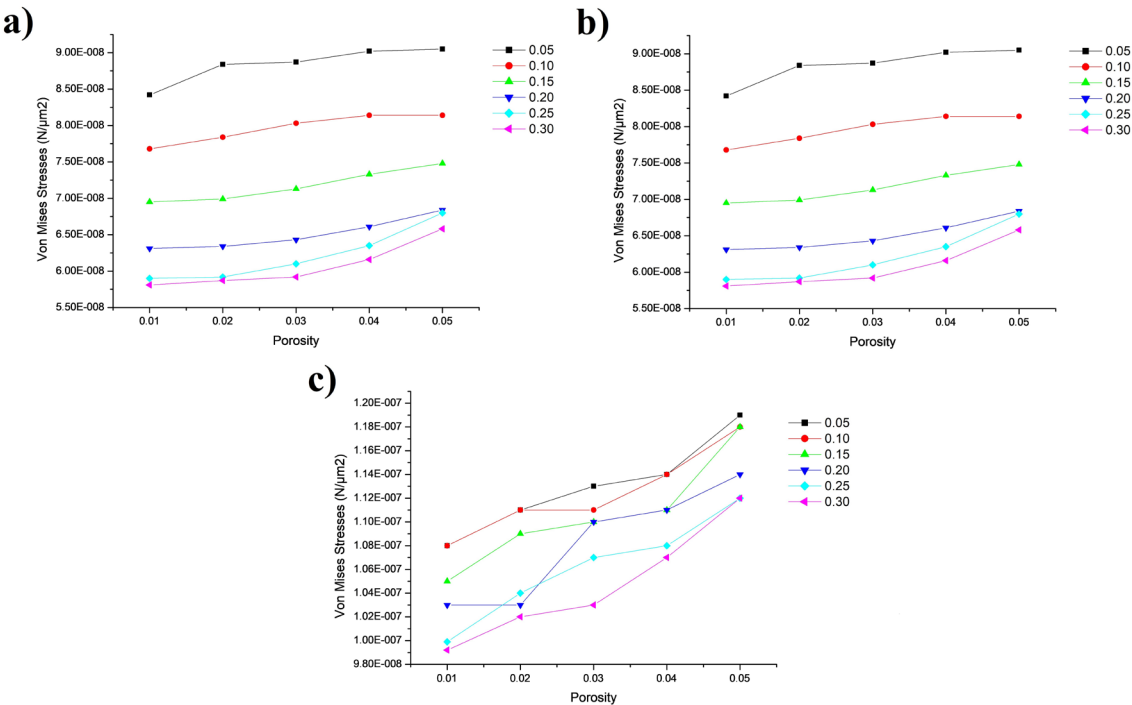 a)
9.00E-008
8.50E-008
8.00E-008
7.50E-008
7.00E-008
6.50E-008
6.00E-008
5.50E-008
Von Mises Stresses (N/µm2)
0.01 0.02 0.03 0.04 0.05
Porosity
0.05
0.10
0.15
0.20
0.25
0.30
b)
9.00E-008
8.50E-008
8.00E-008
7.50E-008
7.00E-008
6.50E-008
6.00E-008
5.50E-008
Von Mises Stresses (N/µm2)
0.01 0.02 0.03 0.04 0.05
Porosity
0.05
0.10
0.15
0.20
0.25
0.30
c)
1.20E-007
1.18E-007
1.16E-007
1.14E-007
1.12E-007
1.10E-007
1.08E-007
1.06E-007
1.04E-007
1.02E-007
1.00E-007
9.80E-008
Von Mises Stresses (N/µm2)
0.01 0.02 0.03 0.04 0.05
Porosity
0.05
0.10
0.15
0.20
0.25
0.30